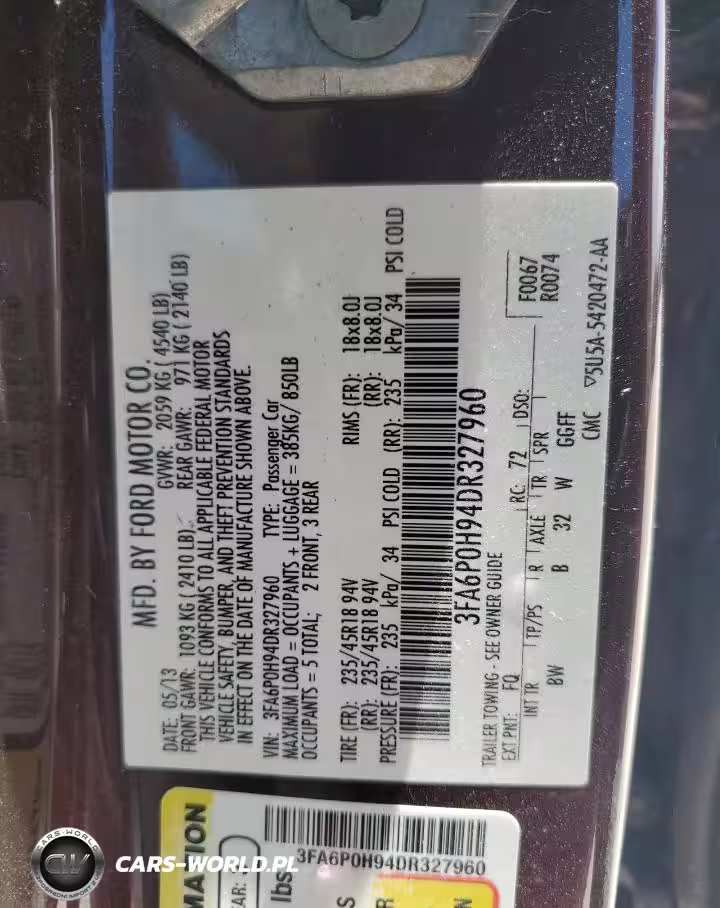 MFD. BY FORD MOTOR CO.
DATE: 05/13 GVWR: 2059 KG ( 4540 LB)
FRONT GAWR: 1093 KG (2410 LB) REAR GAWR: 971 KG ( 2140 LB)
THIS VEHICLE CONFORMS TO ALL APPLICABLE FEDERAL MOTOR
VEHICLE SAFETY, BUMPER, AND THEFT PREVENTION STANDARDS
IN EFFECT ON THE DATE OF MANUFACTURE SHOWN ABOVE.
VIN: 3FA6P0H94DR327960 TYPE: Passenger Car
MAXIMUM LOAD = OCCUPANTS + LUGGAGE = 385KG/ 850LB
OCCUPANTS = 5 TOTAL; 2 FRONT, 3 REAR
TIRE (FR): 235/45R18 94V RIMS (FR): 18x8.0J
(RR): 235/45R18 94V (RR): 18x8.0J
PRESSURE (FR): 235 kPa/ 34 PSI COLD (RR): 235 kPa/ 34 PSI COLD
3FA6P0H94DR327960
TRAILER TOWING - SEE OWNER GUIDE
EXT PNT: FQ RC: 72 DSO: F0067
R0074
INT TR TP/PS R AXLE TR SPR
BW B 32 W GGFF
CMC ▽5U5A-5420472-AA
3FA6P0H94DR327960
MATION
AR:
lbs
CW
CARS-WORLD
CARS-WORLD.PL